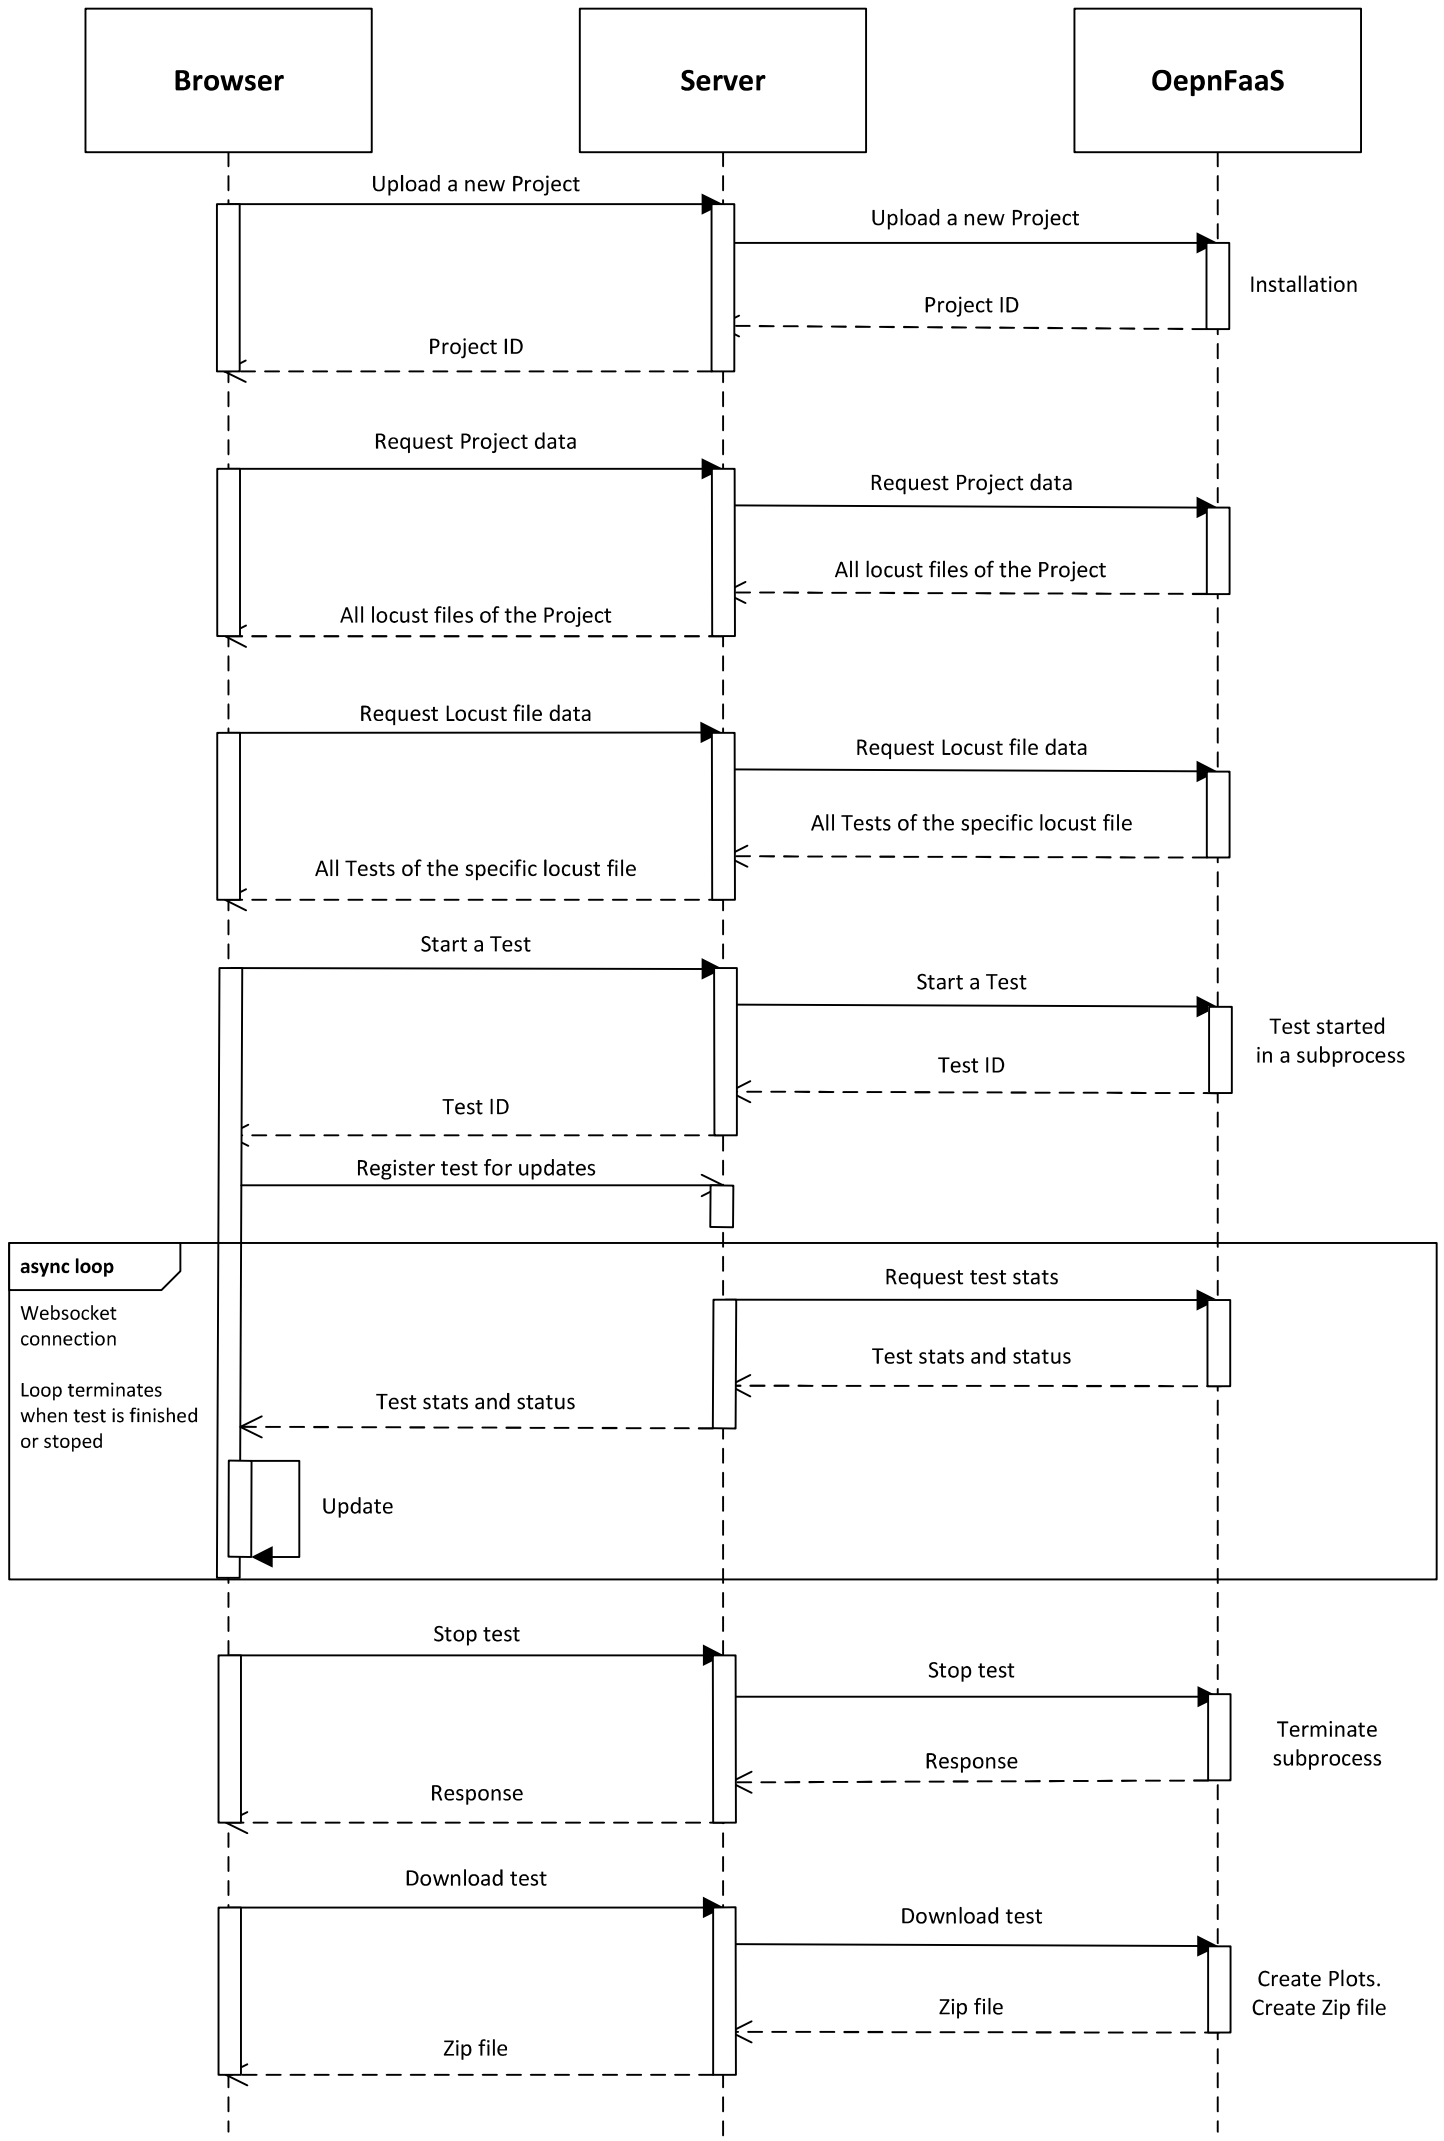 Browser
Server
OepnFaaS
Upload a new Project
Upload a new Project
Installation
Project ID
Project ID
Request Project data
Request Project data
All locust files of the Project
All locust files of the Project
Request Locust file data
Request Locust file data
All Tests of the specific locust file
All Tests of the specific locust file
Start a Test
Start a Test
Test started
in a subprocess
Test ID
Test ID
Register test for updates
async loop
Websocket
connection
Loop terminates
when test is finished
or stoped
Request test stats
Test stats and status
Test stats and status
Update
Stop test
Stop test
Terminate
subprocess
Response
Response
Download test
Download test
Create Plots.
Create Zip file
Zip file
Zip file